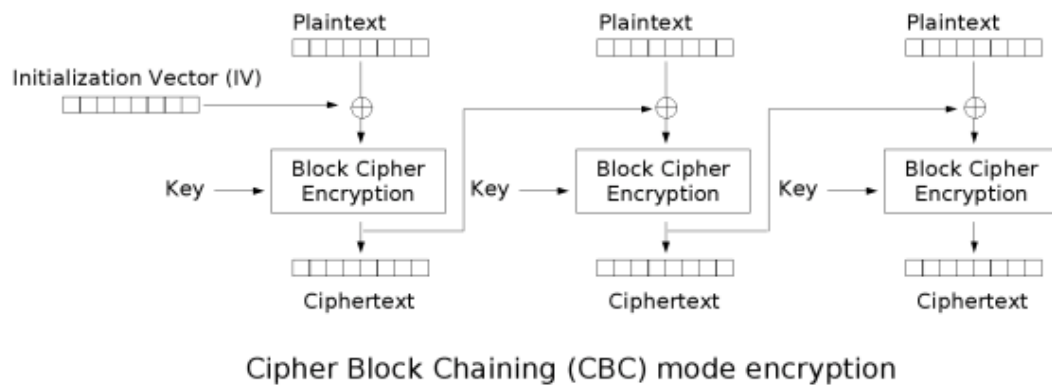 Plaintext
Plaintext
Plaintext
Initialization Vector (IV)
Key
Block Cipher
Encryption
Key
Block Cipher
Encryption
Key
Block Cipher
Encryption
Ciphertext
Ciphertext
Ciphertext
Cipher Block Chaining (CBC) mode encryption